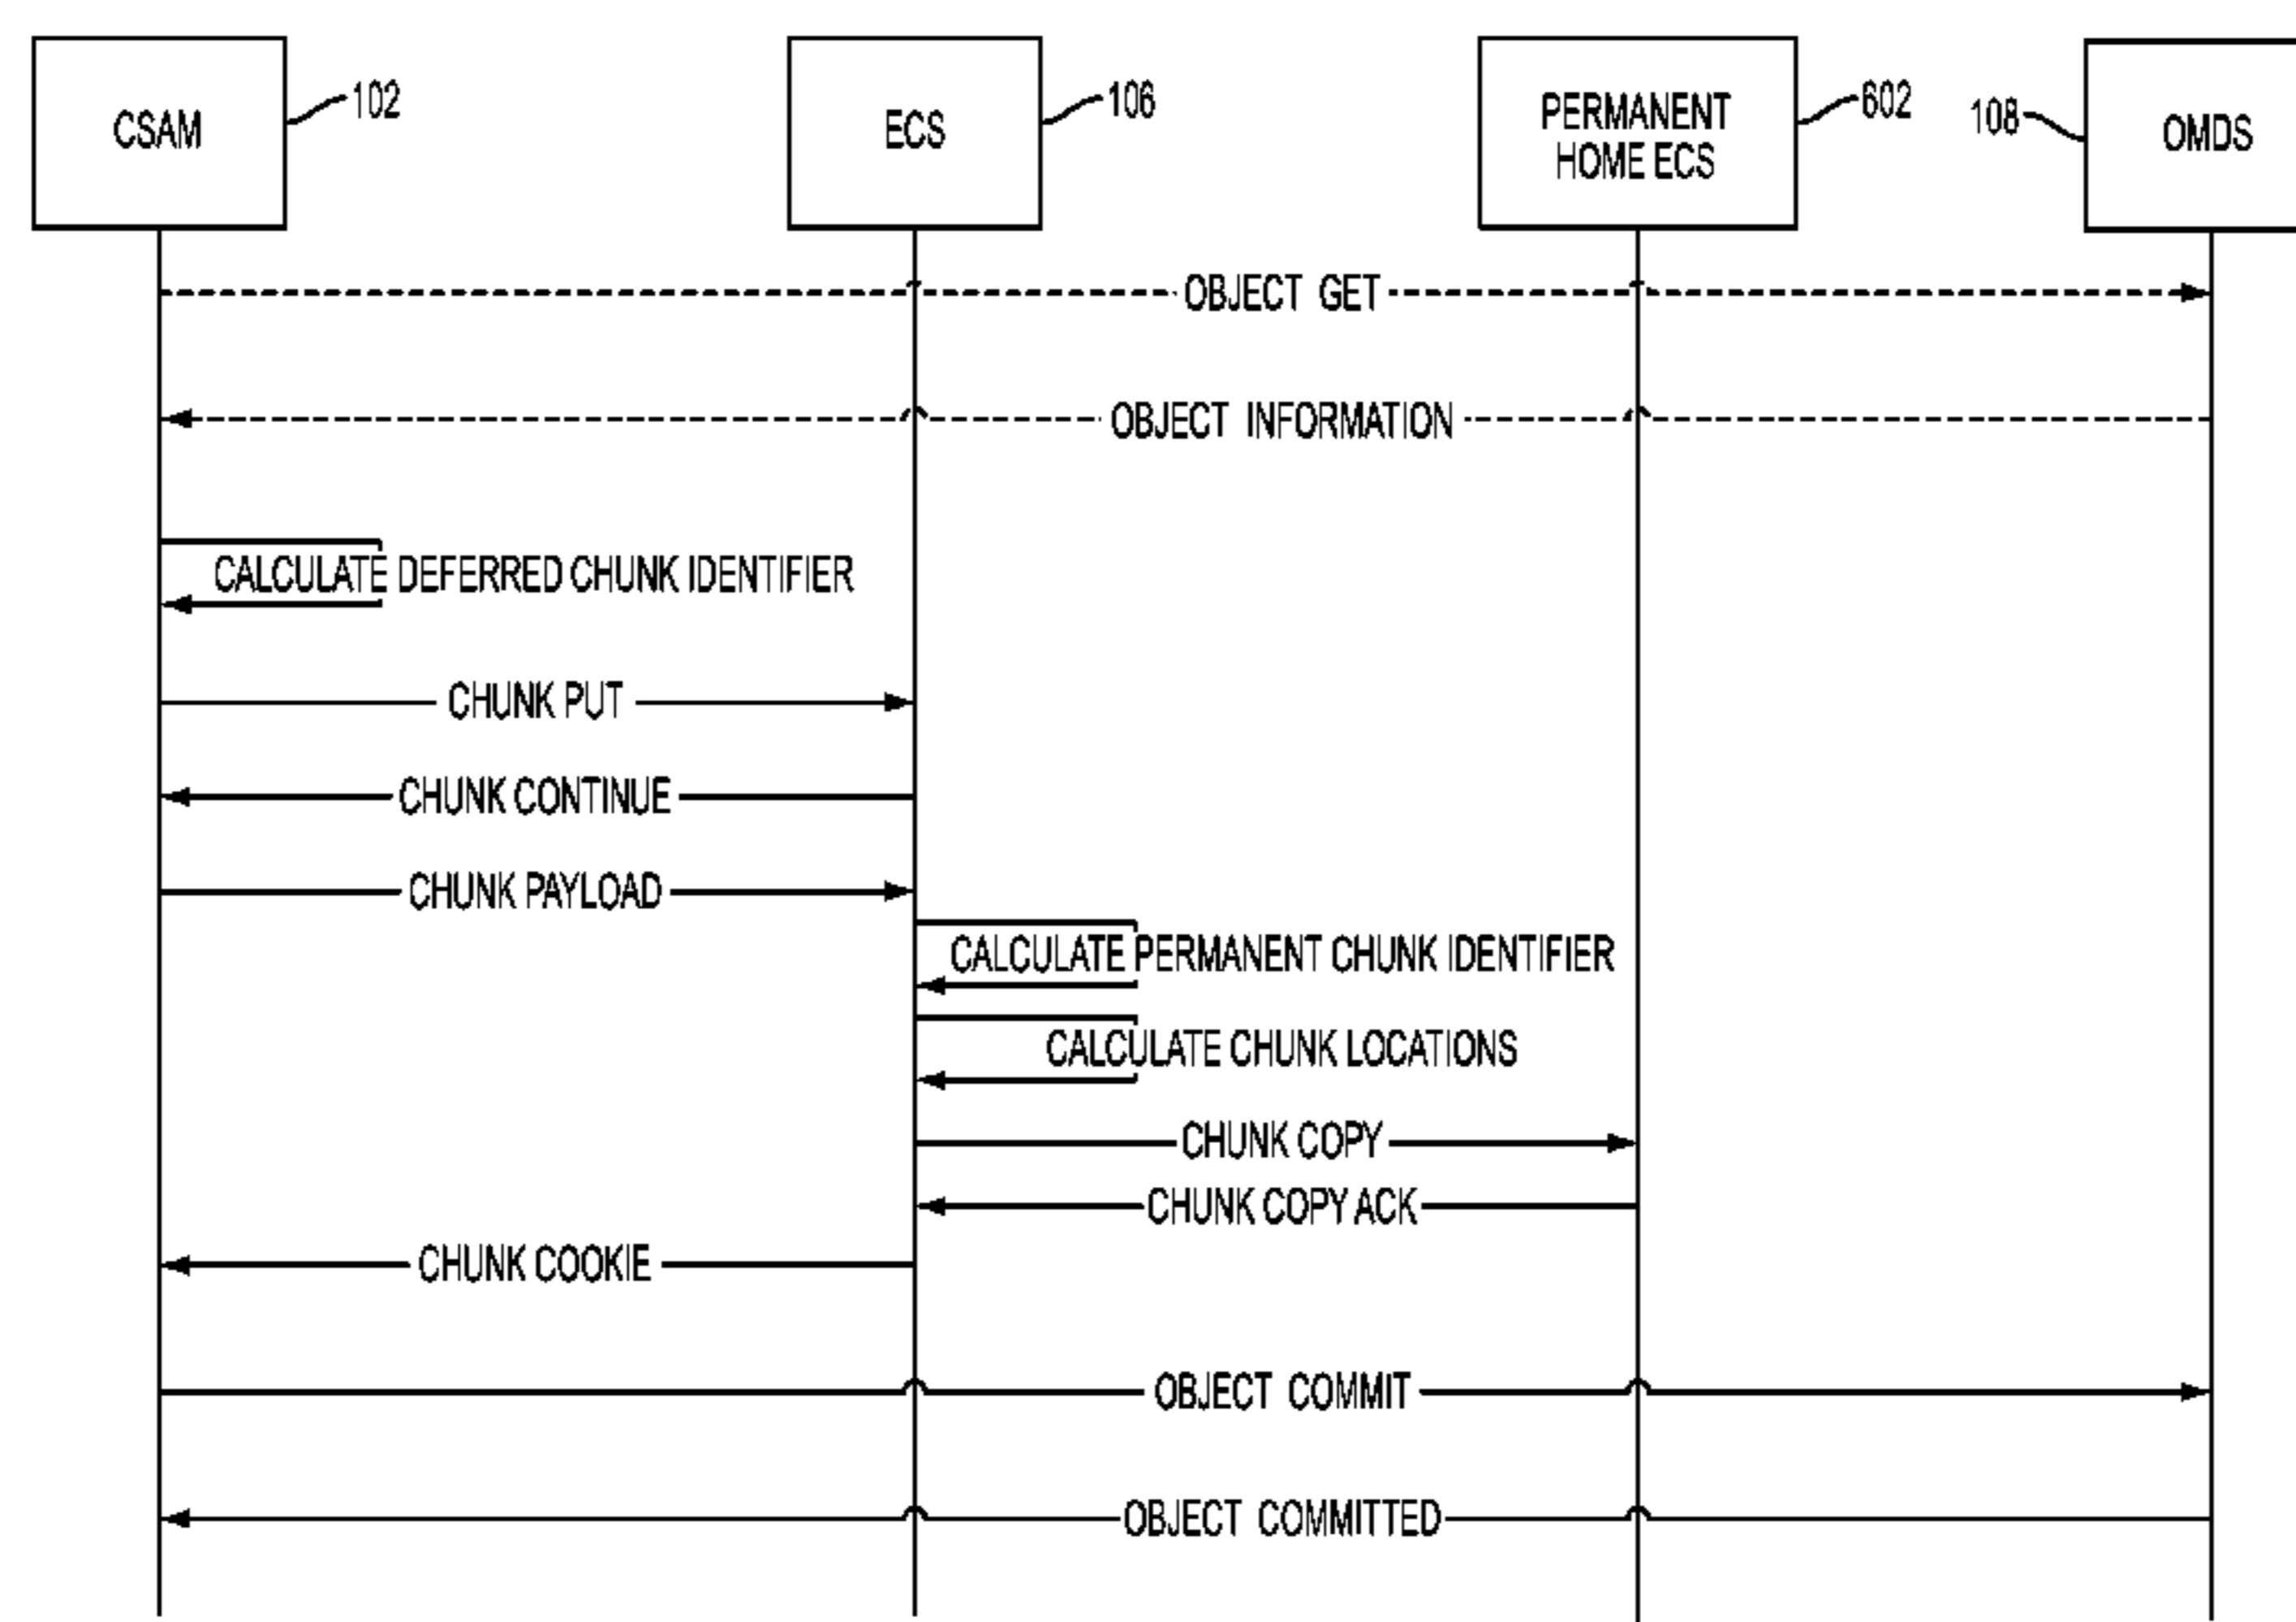 CSAM
102
ECS
106
PERMANENT
HOME ECS
602
108
OMDS
OBJECT GET
OBJECT INFORMATION
CALCULATE DEFERRED CHUNK IDENTIFIER
CHUNK PUT
CHUNK CONTINUE
CHUNK PAYLOAD
CALCULATE PERMANENT CHUNK IDENTIFIER
CALCULATE CHUNK LOCATIONS
CHUNK COPY
CHUNK COPY ACK
CHUNK COOKIE
OBJECT COMMIT
OBJECT COMMITTED